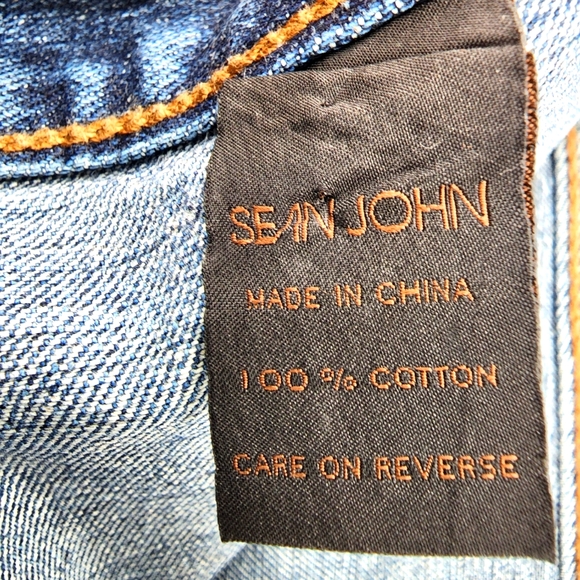 SEAN JOHN
MADE IN CHINA
100 % COTTON
CARE ON REVERSE